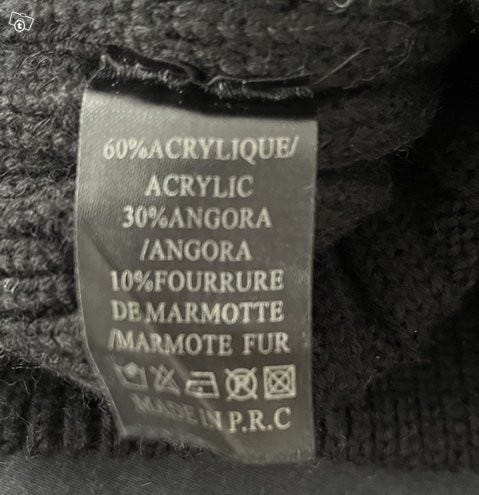 60%ACRYLIQUE/
ACRYLIC
30%ANGORA
/ANGORA
10%FOURRURE
DE MARMOTTE
/MARMOTE FUR
MADE IN P.R.C